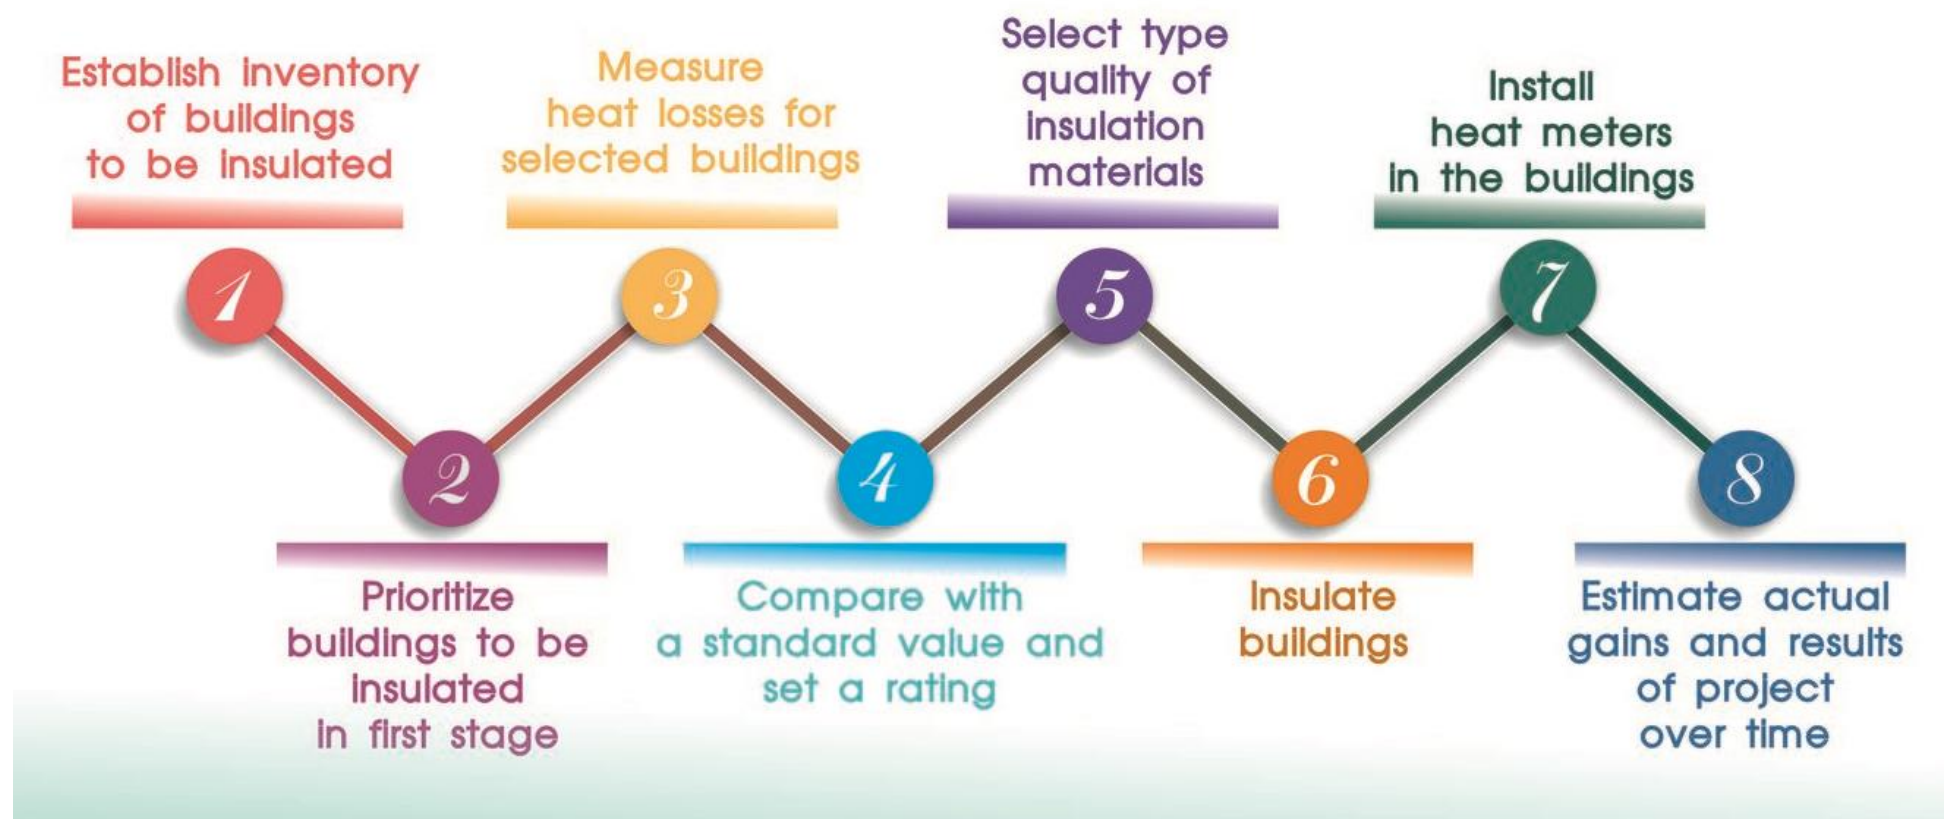 Establish inventory
of buildings
to be insulated
1
2
Prioritize
buildings to be
insulated
in first stage
Measure
heat losses for
selected buildings
3
4
Compare with
a standard value and
set a rating
Select type
quality of
insulation
materials
5
6
Insulate
buildings
Install
heat meters
in the buildings
7
8
Estimate actual
gains and results
of project
over time